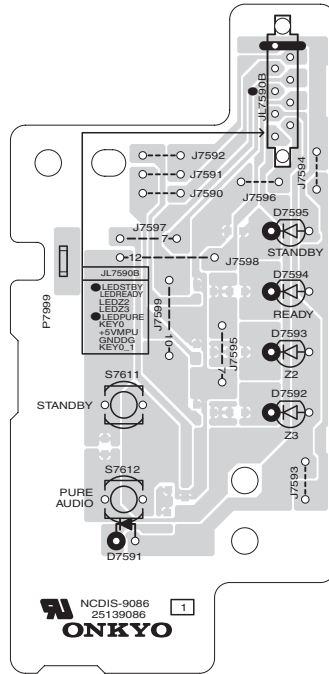 JL7590B
J7592
J7591
J7590
J7594
J7596
J7597
7
12
J7598
D7595
STANDBY
P7999
JL7590B
LEDSTBY
LEDREADY
LEDZ2
LEDZ3
LEDPURE
KEY0
+5VMPU
GNDDG
KEY0_1
J7599
10
D7594
READY
J7595
7
D7593
Z2
S7611
STANDBY
D7592
Z3
S7612
PURE
AUDIO
J7593
D7591
NCDIS-9086
25139086
1
ONKYO